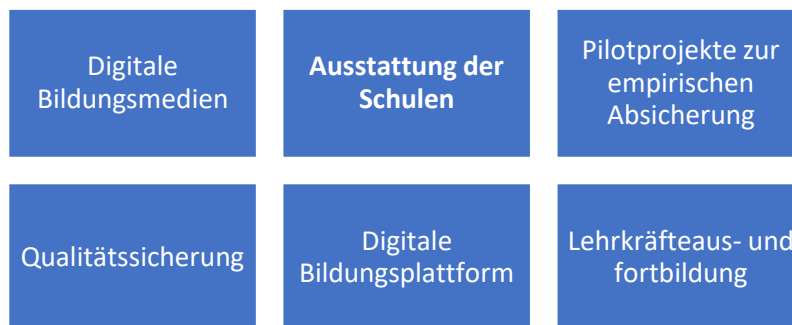 Digitale
Bildungsmedien
Ausstattung der
Schulen
Pilotprojekte zur
empirischen
Absicherung
Qualitätssicherung
Digitale
Bildungsplattform
Lehrkräfteaus- und
fortbildung